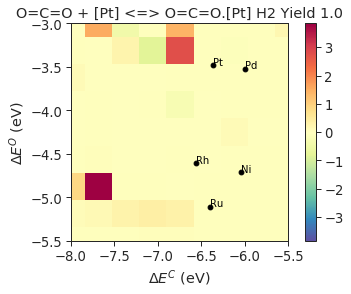 O=C=O + [Pt] <=> O=C=O.[Pt] H2 Yield 1.0
−3.0
−3.5
−4.0
−4.5
−5.0
−5.5
ΔE^O (eV)
Pt
Pd
Rh
Ni
Ru
−8.0 −7.5 −7.0 −6.5 −6.0 −5.5
ΔE^C (eV)
3
2
1
0
−1
−2
−3